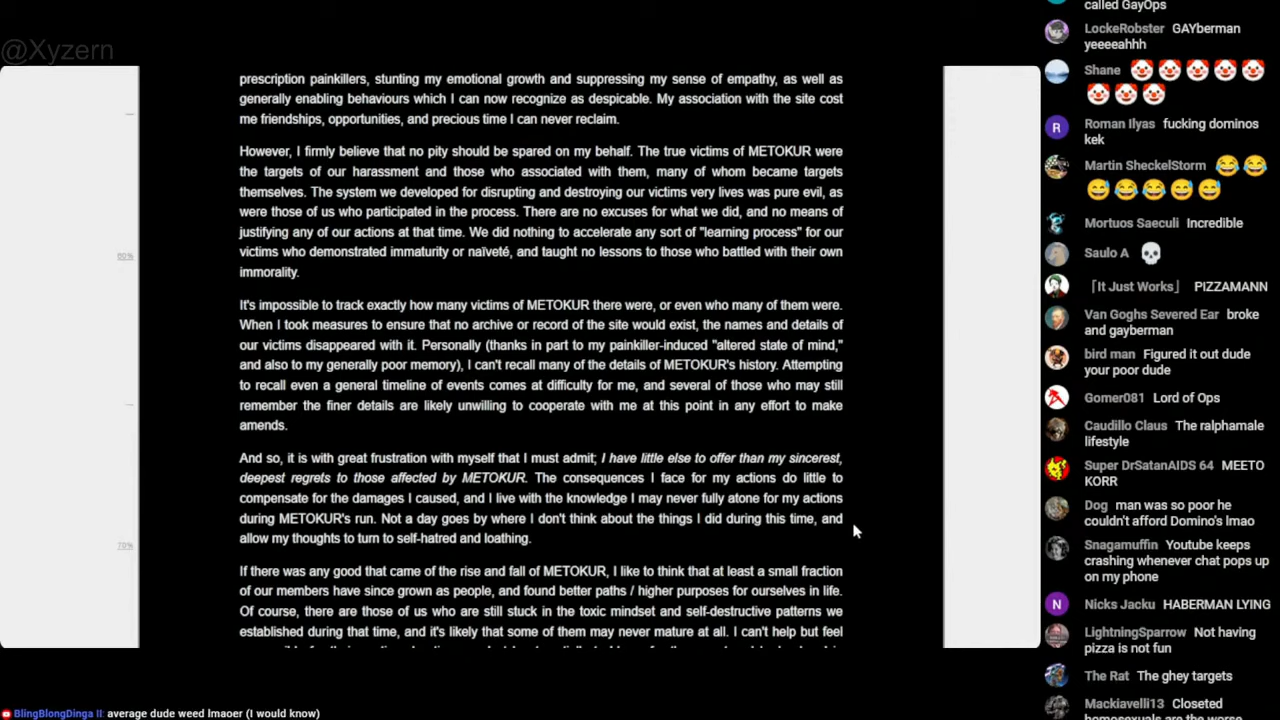 @Xyzern
prescription painkillers, stunting my emotional growth and suppressing my sense of empathy, as well as
generally enabling behaviours which I can now recognize as despicable. My association with the site cost
me friendships, opportunities, and precious time I can never reclaim.
However, I firmly believe that no pity should be spared on my behalf. The true victims of METOKUR were
the targets of our harassment and those who associated with them, many of whom became targets
themselves. The system we developed for disrupting and destroying our victims very lives was pure evil, as
were those of us who participated in the process. There are no excuses for what we did, and no means of
justifying any of our actions at that time. We did nothing to accelerate any sort of "learning process" for our
victims who demonstrated immaturity or naïveté, and taught no lessons to those who battled with their own
immorality.
It's impossible to track exactly how many victims of METOKUR there were, or even who many of them were.
When I took measures to ensure that no archive or record of the site would exist, the names and details of
our victims disappeared with it. Personally (thanks in part to my painkiller-induced "altered state of mind,"
and also to my generally poor memory), I can't recall many of the details of METOKUR's history. Attempting
to recall even a general timeline of events comes at difficulty for me, and several of those who may still
remember the finer details are likely unwilling to cooperate with me at this point in any effort to make
amends.
And so, it is with great frustration with myself that I must admit; I have little else to offer than my sincerest,
deepest regrets to those affected by METOKUR. The consequences I face for my actions do little to
compensate for the damages I caused, and I live with the knowledge I may never fully atone for my actions
during METOKUR's run. Not a day goes by where I don't think about the things I did during this time, and
allow my thoughts to turn to self-hatred and loathing.
If there was any good that came of the rise and fall of METOKUR, I like to think that at least a small fraction
of our members have since grown as people, and found better paths / higher purposes for ourselves in life.
Of course, there are those of us who are still stuck in the toxic mindset and self-destructive patterns we
established during that time, and it's likely that some of them may never mature at all. I can't help but feel
called GayOps
LockeRobster GAYberman
yeeeeahhh
Shane
R
Roman Ilyas fucking dominos
kek
Martin SheckelStorm
Mortuos Saeculi Incredible
Saulo A
「It Just Works」 PIZZAMANN
Van Goghs Severed Ear broke
and gayberman
bird man Figured it out dude
your poor dude
Gomer081 Lord of Ops
Caudillo Claus The ralphamale
lifestyle
Super DrSatanAIDS 64 MEETO
KORR
Dog man was so poor he
couldn't afford Domino's lmao
Snagamuffin Youtube keeps
crashing whenever chat pops up
on my phone
N
Nicks Jacku HABERMAN LYING
LightningSparrow Not having
pizza is not fun
The Rat The ghey targets
Mackiavelli13 Closeted
homosexuals are the worse
BlingBlongDinga II: average dude weed lmaoer (I would know)